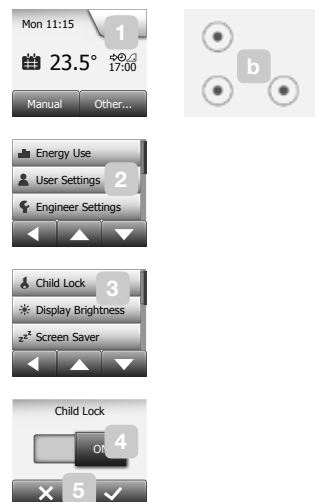 Mon 11:15
1
23.5°
17:00
Manual Other...
b
Energy Use
User Settings 2
Engineer Settings
Child Lock 3
Display Brightness
zzz Screen Saver
Child Lock
4
5